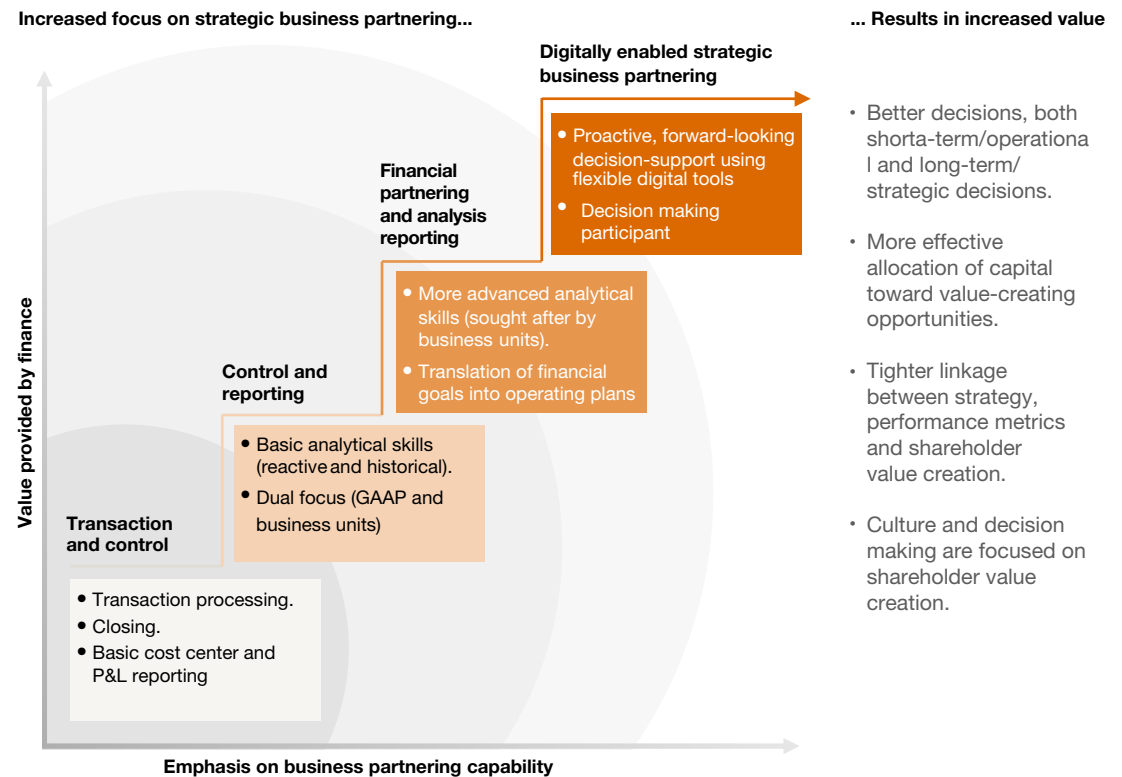 Increased focus on strategic business partnering...
... Results in increased value
Value provided by finance
Digitally enabled strategic
business partnering
• Proactive, forward-looking
decision-support using
flexible digital tools
• Decision making
participant
Financial
partnering
and analysis
reporting
• More advanced analytical
skills (sought after by
business units).
• Translation of financial
goals into operating plans
Control and
reporting
• Basic analytical skills
(reactive and historical).
• Dual focus (GAAP and
business units)
Transaction
and control
• Transaction processing.
• Closing.
• Basic cost center and
P&L reporting
Emphasis on business partnering capability
• Better decisions, both
shorta-term/operationa
l and long-term/
strategic decisions.
• More effective
allocation of capital
toward value-creating
opportunities.
• Tighter linkage
between strategy,
performance metrics
and shareholder
value creation.
• Culture and decision
making are focused on
shareholder value
creation.